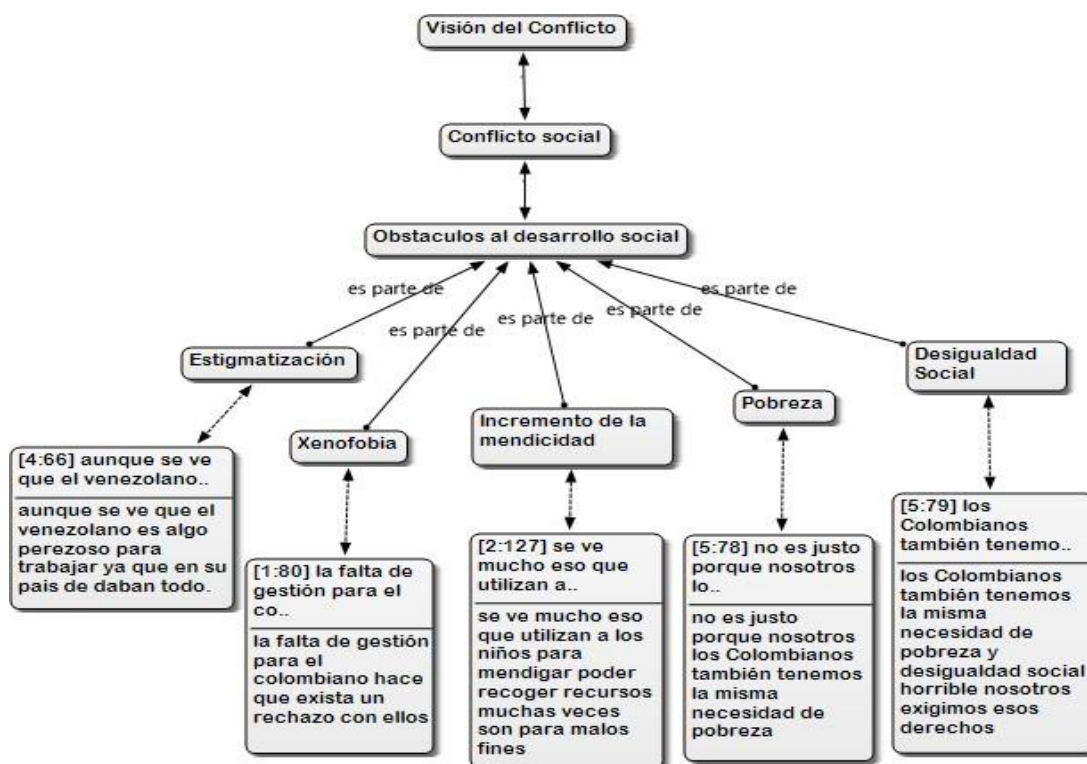 Visión del Conflicto
Conflicto social
Obstaculos al desarrollo social
es parte de
es parte de
es parte de
es parte de
es parte de
Estigmatización
Xenofobia
Incremento de la
mendicidad
Pobreza
Desigualdad
Social
[4:66] aunque se ve
que el venezolano..
aunque se ve que el
venezolano es algo
perezoso para
trabajar ya que en su
pais de daban todo.
[1:80] la falta de
gestión para el
co..
la falta de gestión
para el
colombiano hace
que exista un
rechazo con ellos
[2:127] se ve
mucho eso que
utilizan a..
se ve mucho eso
que utilizan a los
niños para
mendigar poder
recoger recursos
muchas veces
son para malos
fines
[5:78] no es justo
porque nosotros
lo..
no es justo
porque nosotros
los Colombianos
también tenemos
la misma
necesidad de
pobreza
[5:79] los
Colombianos
también tenemo..
los Colombianos
también tenemos
la misma
necesidad de
pobreza y
desigualdad social
horrible nosotros
exigimos esos
derechos